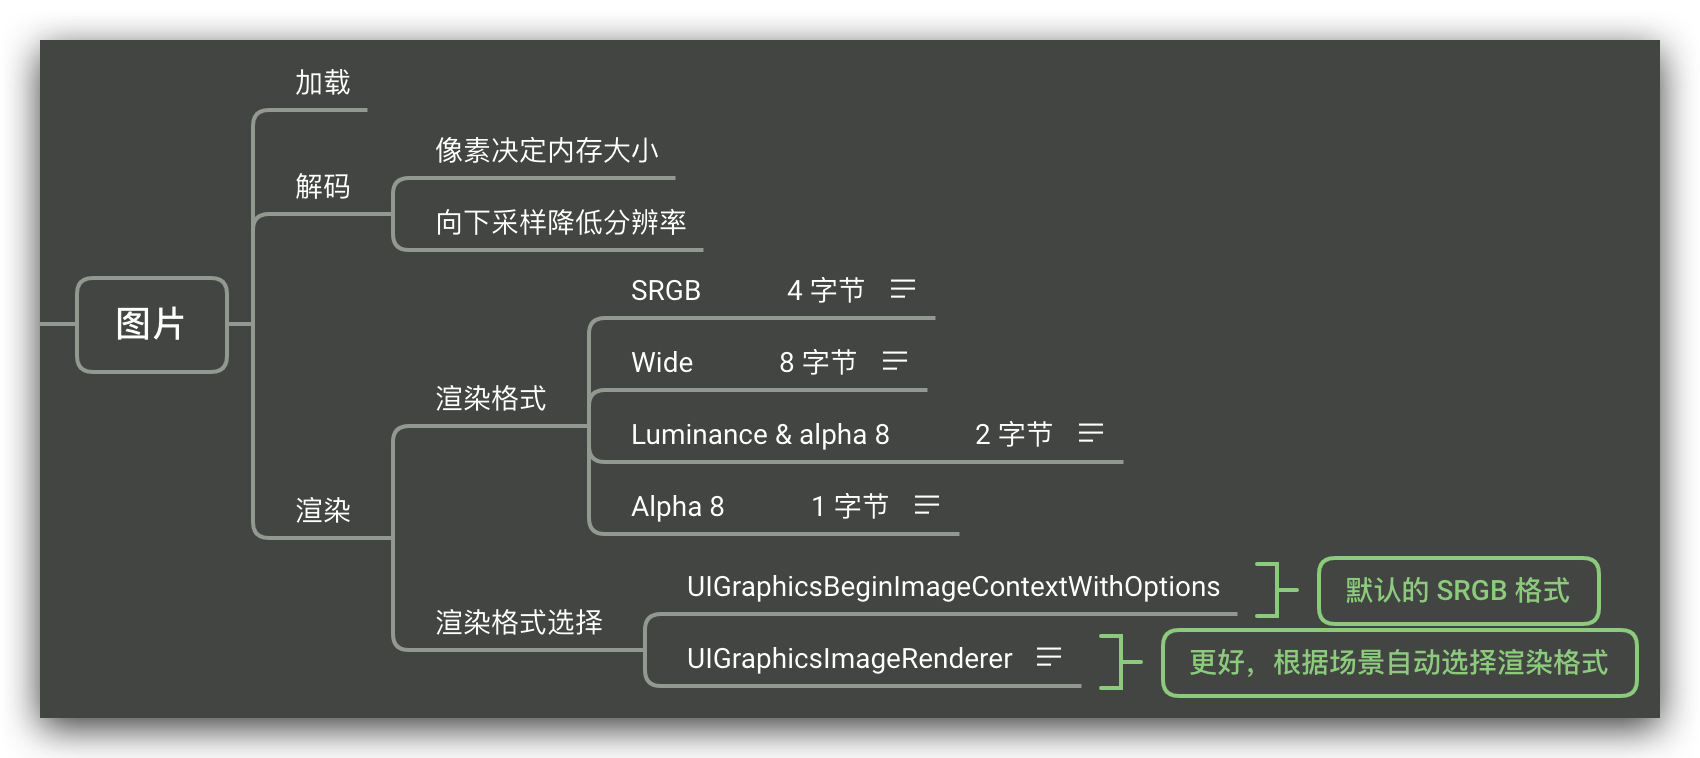 加载
像素决定内存大小
解码
向下采样降低分辨率
图片
SRGB 4 字节
Wide 8 字节
渲染格式
Luminance & alpha 8 2 字节
Alpha 8 1 字节
渲染
UIGraphicsBeginImageContextWithOptions 默认的 SRGB 格式
渲染格式选择
UIGraphicsImageRenderer 更好，根据场景自动选择渲染格式